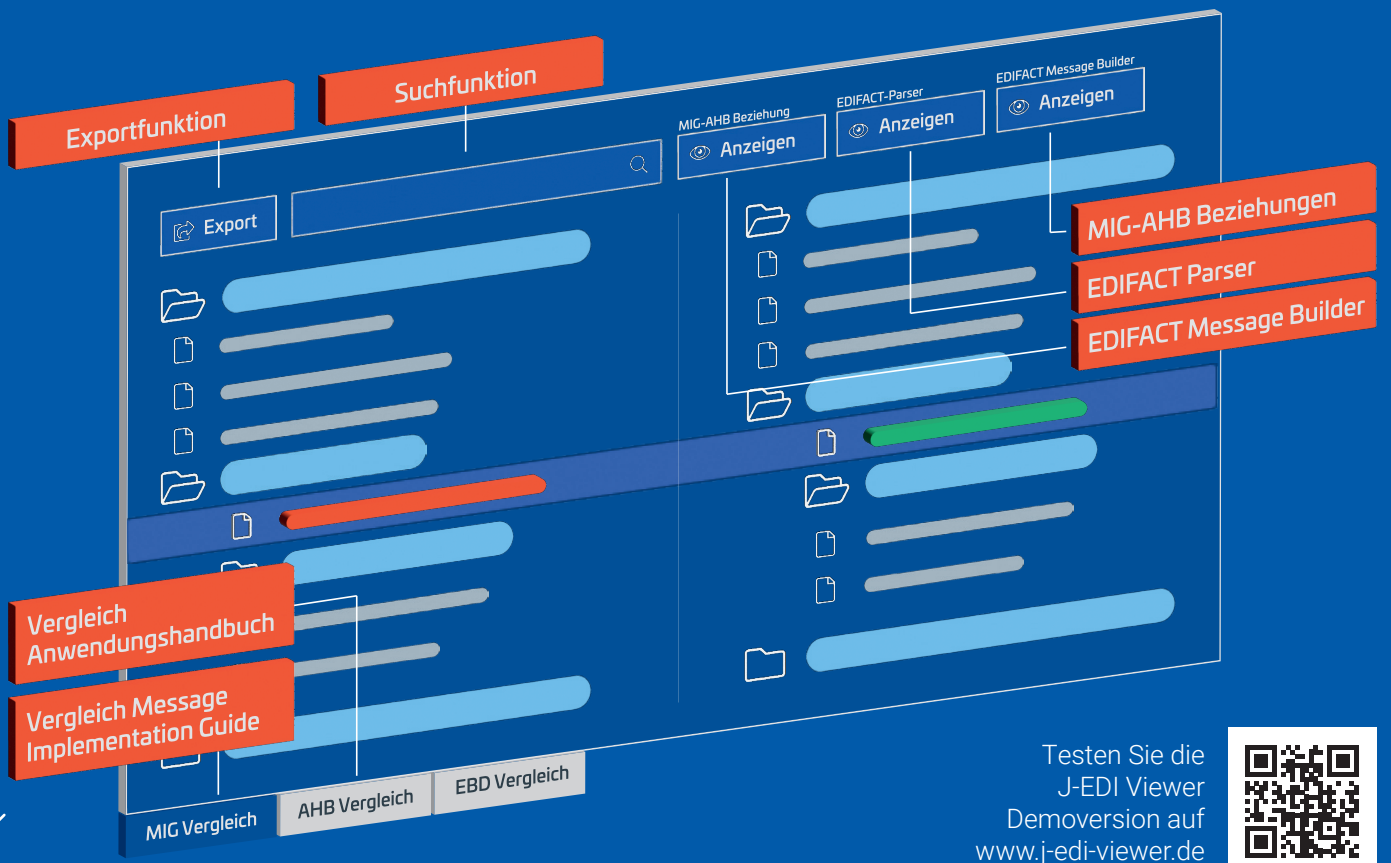 Exportfunktion
Suchfunktion
MIG-AHB Beziehung
Anzeigen
EDIFACT-Parser
Anzeigen
EDIFACT Message Builder
Anzeigen
Export
MIG-AHB Beziehungen
EDIFACT Parser
EDIFACT Message Builder
Vergleich
Anwendungshandbuch
Vergleich Message
Implementation Guide
MIG Vergleich
AHB Vergleich
EBD Vergleich
Testen Sie die
J-EDI Viewer
Demoversion auf
www.j-edi-viewer.de